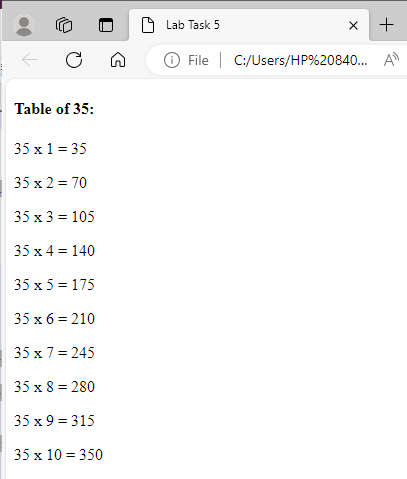 Lab Task 5
File | C:/Users/HP%20840...
Table of 35:
35 x 1 = 35
35 x 2 = 70
35 x 3 = 105
35 x 4 = 140
35 x 5 = 175
35 x 6 = 210
35 x 7 = 245
35 x 8 = 280
35 x 9 = 315
35 x 10 = 350